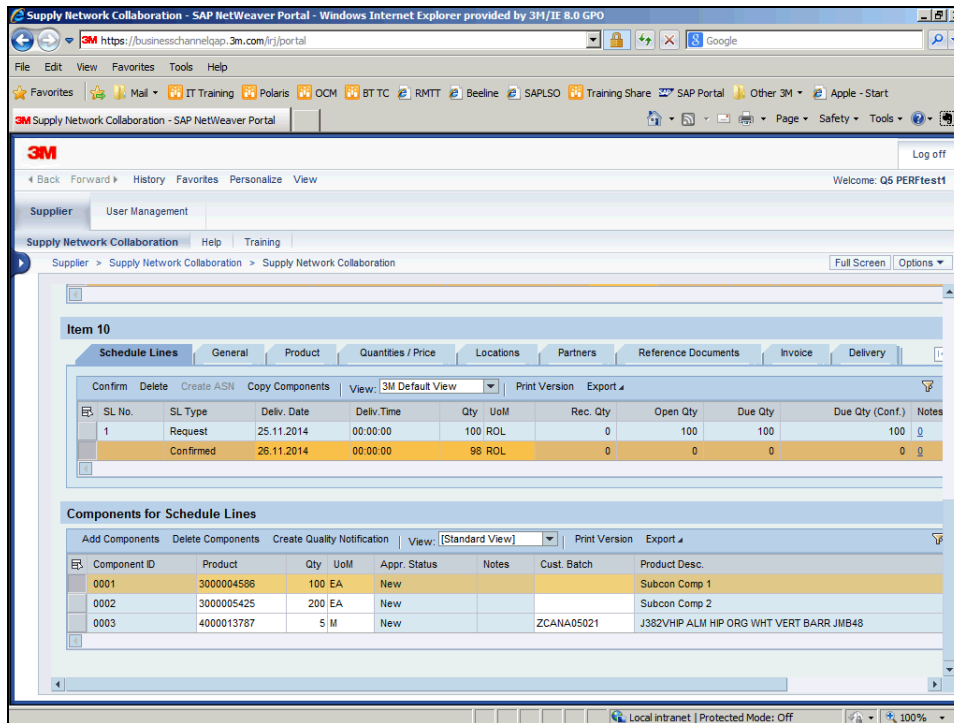 Supply Network Collaboration - SAP NetWeaver Portal - Windows Internet Explorer provided by 3M/IE 8.0 GPO
3M https://businesschannelqap.3m.com/irj/portal Google
File Edit View Favorites Tools Help
Favorites Mail IT Training Polaris OCM BT TC RMTT Beeline SAPLSO Training Share SAP Portal Other 3M Apple - Start
3M Supply Network Collaboration - SAP NetWeaver Portal Page Safety Tools
3M Log off
Back Forward History Favorites Personalize View Welcome: Q5 PERFtest1
Supplier User Management
Supply Network Collaboration Help Training
Supplier > Supply Network Collaboration > Supply Network Collaboration Full Screen Options
Item 10
Schedule Lines General Product Quantities / Price Locations Partners Reference Documents Invoice Delivery
Confirm Delete Create ASN Copy Components View: 3M Default View Print Version Export
SL No. SL Type Deliv. Date Deliv.Time Qty UoM Rec. Qty Open Qty Due Qty Due Qty (Conf.) Notes
1 Request 25.11.2014 00:00:00 100 ROL 0 100 100 100 0
Confirmed 26.11.2014 00:00:00 98 ROL 0 0 0 0 0
Components for Schedule Lines
Add Components Delete Components Create Quality Notification View: [Standard View] Print Version Export
Component ID Product Qty UoM Appr. Status Notes Cust. Batch Product Desc.
0001 3000004586 100 EA New Subcon Comp 1
0002 3000005425 200 EA New Subcon Comp 2
0003 4000013787 5 M New ZCANA05021 J382VHIP ALM HIP ORG WHT VERT BARR JMB48
Local intranet | Protected Mode: Off 100%